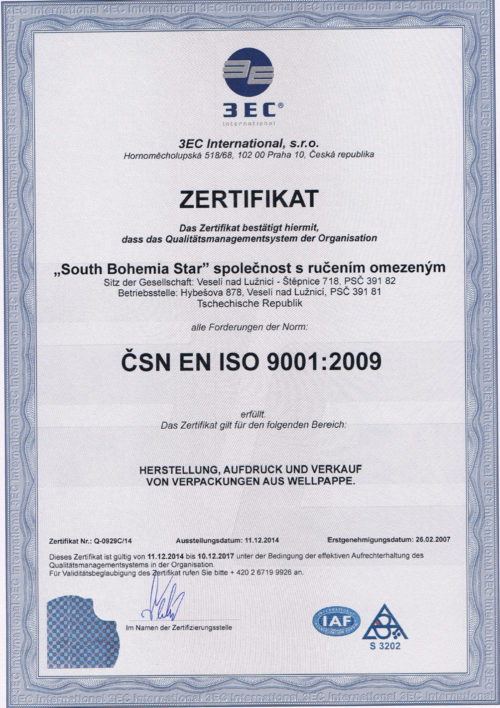 3EC®
International
3EC International, s.r.o.
Hornoměcholupská 518/68, 102 00 Praha 10, Česká republika
ZERTIFIKAT
Das Zertifikat bestätigt hiermit,
dass das Qualitätsmanagementsystem der Organisation
„South Bohemia Star” společnost s ručením omezeným
Sitz der Gesellschaft: Veselí nad Lužnicí - Štěpnice 718, PSČ 391 82
Betriebsstelle: Hybešova 878, Veselí nad Lužnicí, PSČ 391 81
Tschechische Republik
alle Forderungen der Norm:
ČSN EN ISO 9001:2009
erfüllt.
Das Zertifikat gilt für den folgenden Bereich:
HERSTELLUNG, AUFDRUCK UND VERKAUF
VON VERPACKUNGEN AUS WELLPAPPE.
Zertifikat Nr.: Q-0929C/14 Ausstellungsdatum: 11.12.2014 Erstgenehmigungsdatum: 26.02.2007
Dieses Zertifikat ist gültig von 11.12.2014 bis 10.12.2017 unter der Bedingung der effektiven Aufrechterhaltung des
Qualitätsmanagementsystems in der Organisation.
Für Validitätsbeglaubigung des Zertifikat rufen Sie bitte + 420 2 6719 9926 an.
Im Namen der Zertifizierungsstelle
IAF
S 3202